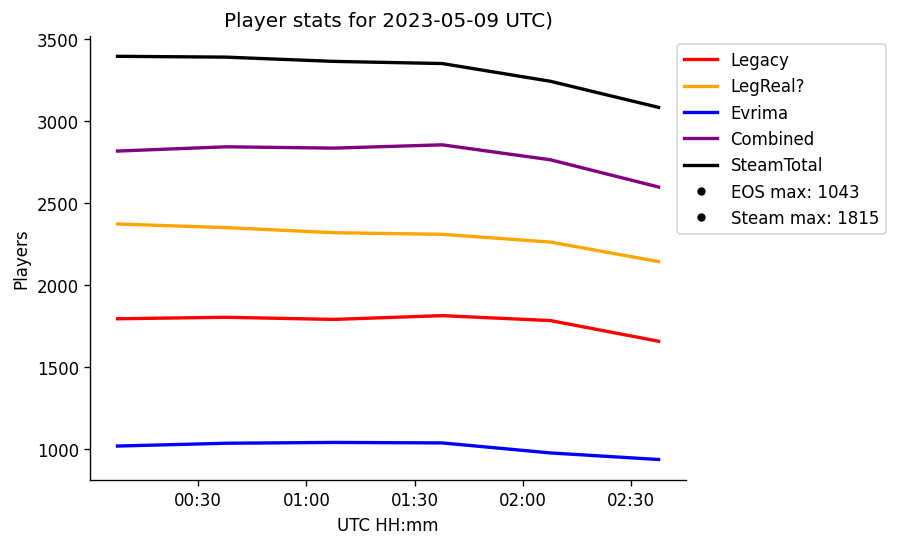 Player stats for 2023-05-09 UTC)
3500
3000
2500
2000
1500
1000
Players
00:30 01:00 01:30 02:00 02:30
UTC HH:mm
Legacy
LegReal?
Evrima
Combined
SteamTotal
EOS max: 1043
Steam max: 1815